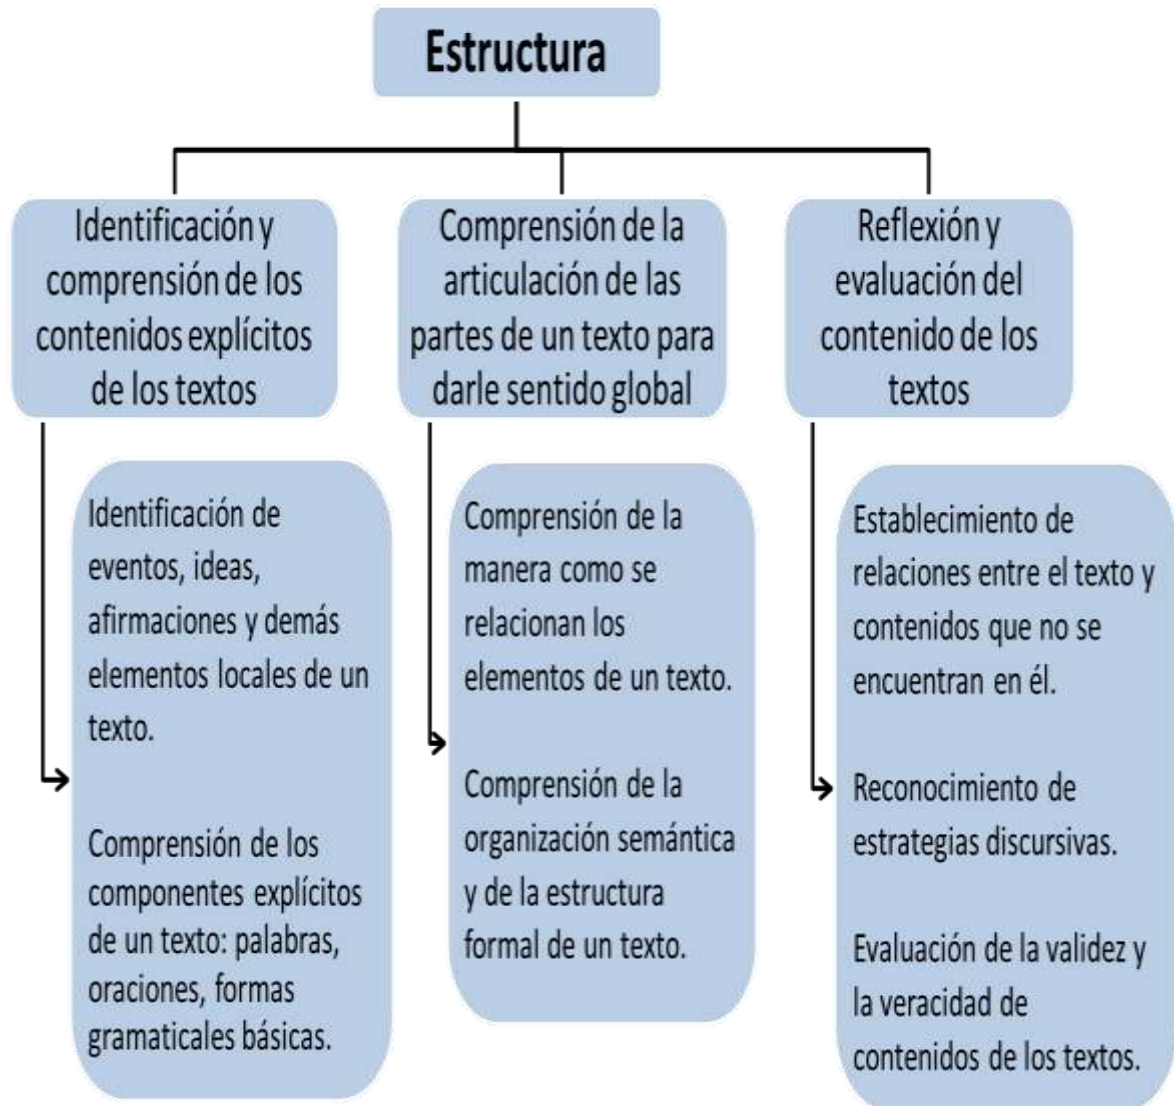 Estructura
Identificación y
comprensión de los
contenidos explícitos
de los textos
Comprensión de la
articulación de las
partes de un texto para
darle sentido global
Reflexión y
evaluación del
contenido de los
textos
Identificación de
eventos, ideas,
afirmaciones y demás
elementos locales de un
texto.
Comprensión de los
componentes explícitos
de un texto: palabras,
oraciones, formas
gramaticales básicas.
Comprensión de la
manera como se
relacionan los
elementos de un texto.
Comprensión de la
organización semántica
y de la estructura
formal de un texto.
Establecimiento de
relaciones entre el texto y
contenidos que no se
encuentran en él.
Reconocimiento de
estrategias discursivas.
Evaluación de la validez y
la veracidad de
contenidos de los textos.